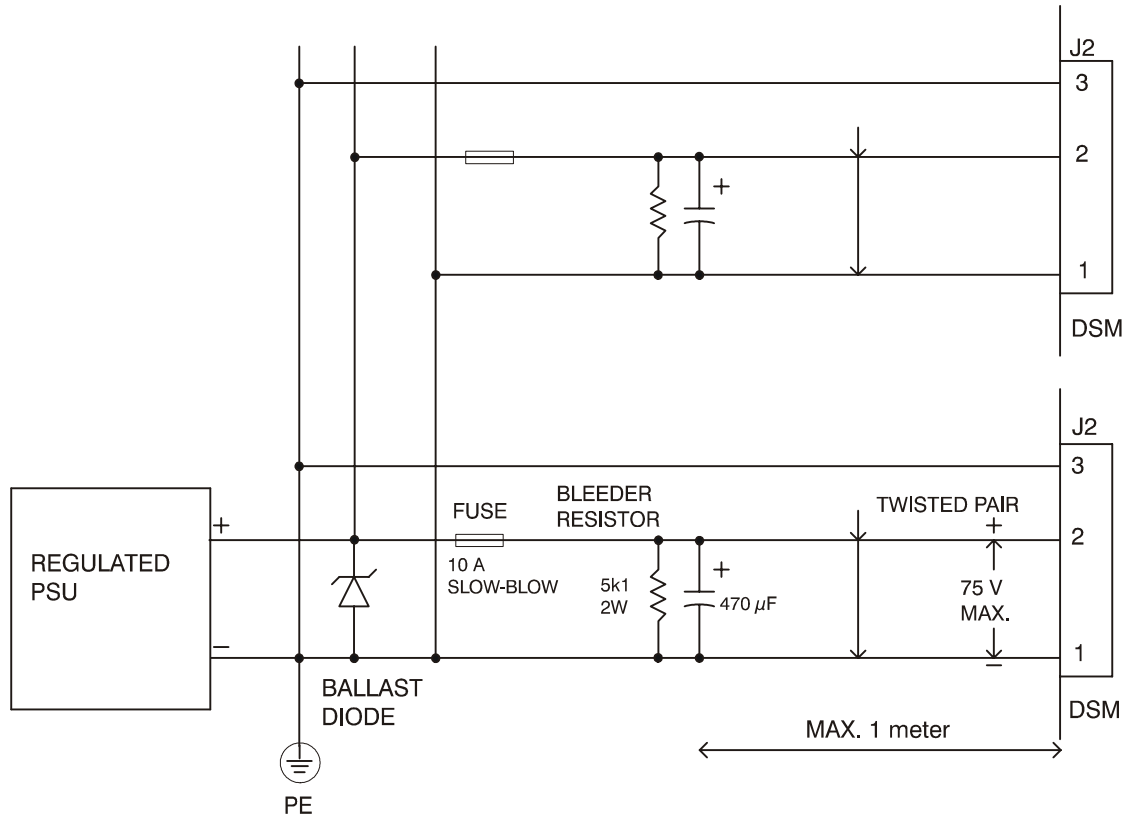 J2
3
2
+
1
DSM
J2
3
REGULATED
PSU
+
−
FUSE
10 A
SLOW-BLOW
BLEEDER
RESISTOR
5k1
2W
+
470 µF
TWISTED PAIR
+
75 V
MAX.
−
2
1
DSM
BALLAST
DIODE
MAX. 1 meter
PE